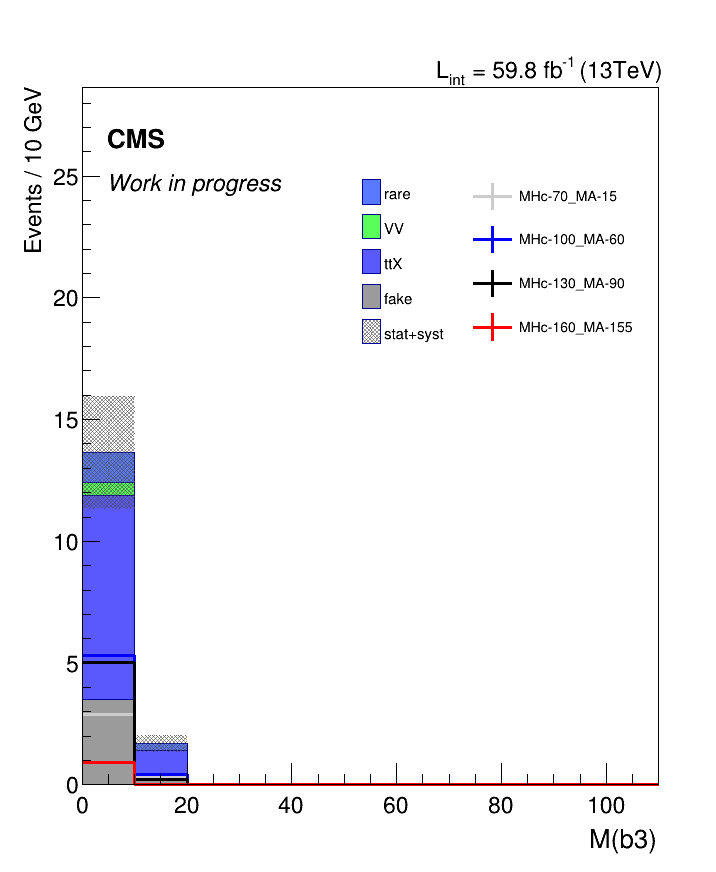 L_int = 59.8 fb^-1 (13TeV)
Events / 10 GeV
CMS
Work in progress
rare
VV
ttX
fake
stat+syst
MHc-70_MA-15
MHc-100_MA-60
MHc-130_MA-90
MHc-160_MA-155
25
20
15
10
5
0
0 20 40 60 80 100
M(b3)